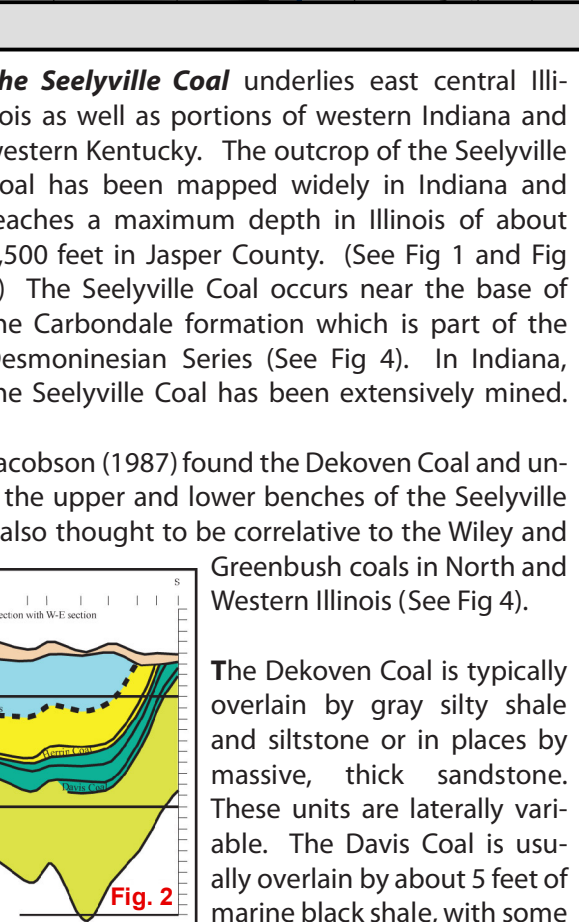 he Seelyville Coal underlies east central Illi-
ois as well as portions of western Indiana and
estern Kentucky. The outcrop of the Seelyville
oal has been mapped widely in Indiana and
eaches a maximum depth in Illinois of about
,500 feet in Jasper County. (See Fig 1 and Fig
) The Seelyville Coal occurs near the base of
he Carbondale formation which is part of the
esmoninesian Series (See Fig 4). In Indiana,
he Seelyville Coal has been extensively mined.
acobson (1987) found the Dekoven Coal and un-
the upper and lower benches of the Seelyville
also thought to be correlative to the Wiley and
Greenbush coals in North and
Western Illinois (See Fig 4).
S
ection with W-E section
Herrin Coal
Davis Coal
Fig. 2
The Dekoven Coal is typically
overlain by gray silty shale
and siltstone or in places by
massive, thick sandstone.
These units are laterally vari-
able. The Davis Coal is usu-
ally overlain by about 5 feet of
marine black shale, with some